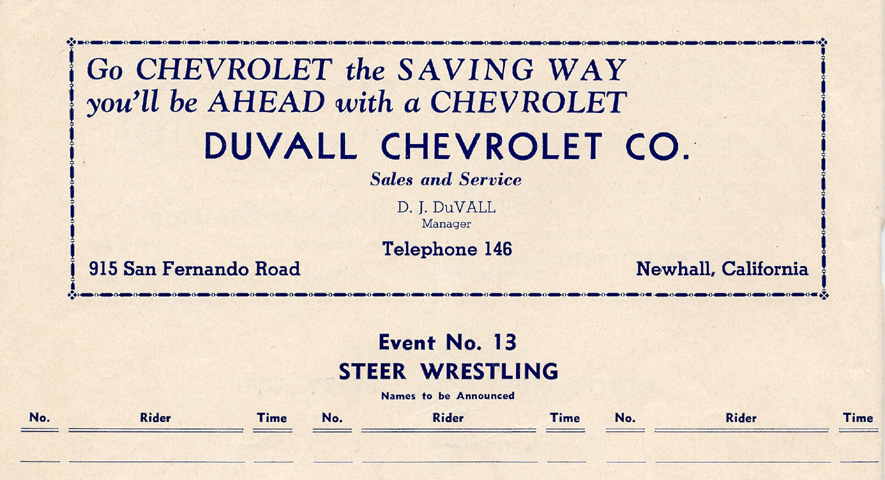 Go CHEVROLET the SAVING WAY
you'll be AHEAD with a CHEVROLET
DUVALL CHEVROLET CO.
Sales and Service
D. J. DuVALL
Manager
Telephone 146
915 San Fernando Road Newhall, California
Event No. 13
STEER WRESTLING
Names to be Announced
No. Rider Time No. Rider Time No. Rider Time